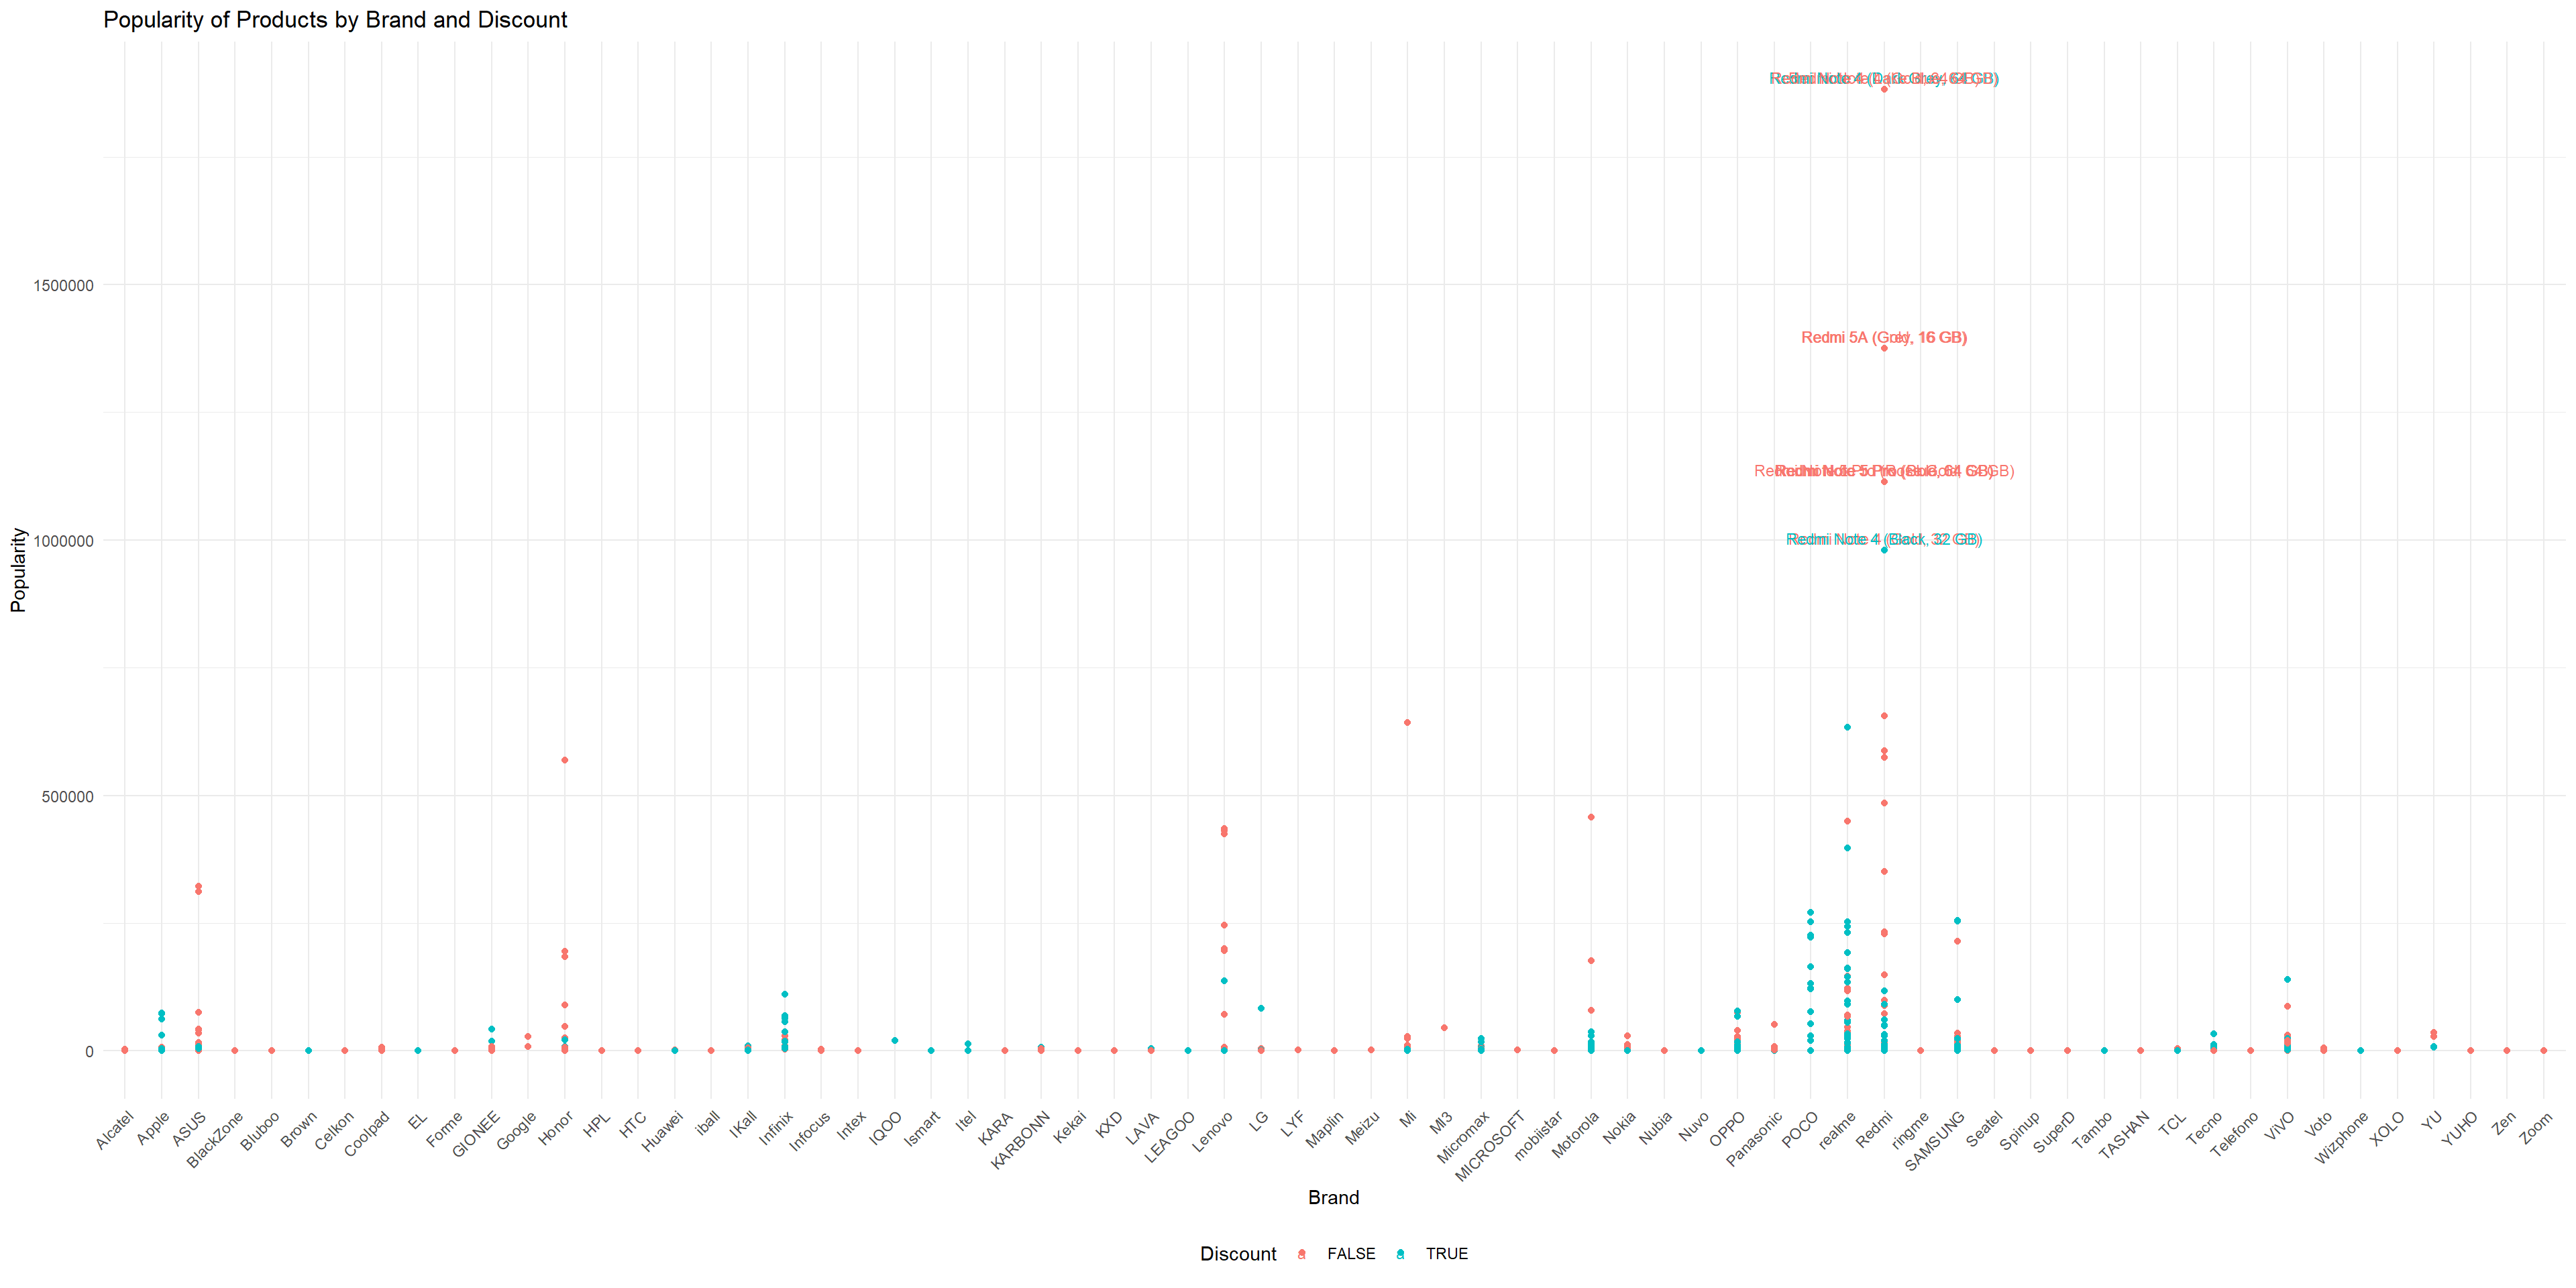 Popularity of Products by Brand and Discount
1500000
Redmi 5A 16 GB)
1000000
Redmi Note 4 (Black, 32 GB)
500000
0
Popularity
Alcatel
Apple
ASUS
BlackZone
Bluboo
Brown
Celkon
Coolpad
EL
Forme
GIONEE
Google
Honor
HPL
HTC
Huawei
iball
IKall
Infinix
Infocus
Intex
IQOO
Ismart
Itel
KARA
KARBONN
Kekai
KXD
LAVA
LEAGOO
Lenovo
LG
LYF
Maplin
Meizu
Mi
MI3
Micromax
MICROSOFT
mobiistar
Motorola
Nokia
Nubia
Nuvo
OPPO
Panasonic
POCO
realme
Redmi
ringme
SAMSUNG
Seatel
Spinup
SuperD
Tambo
TASHAN
TCL
Tecno
Telefono
ViVO
Voto
Wizphone
XOLO
YU
YUHO
Zen
Zoom
Brand
Discount FALSE TRUE